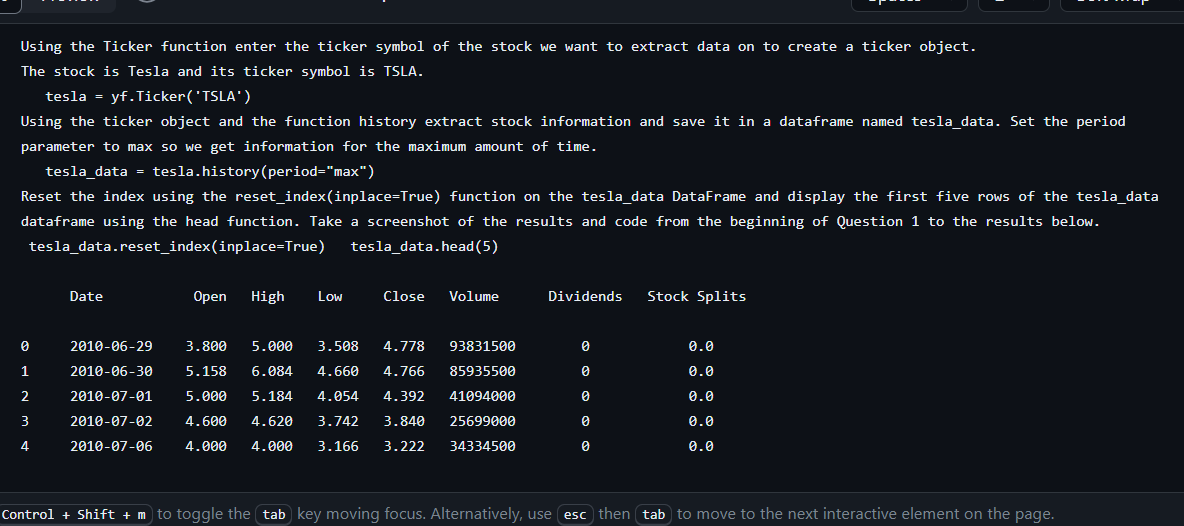 Using the Ticker function enter the ticker symbol of the stock we want to extract data on to create a ticker object.
The stock is Tesla and its ticker symbol is TSLA.
tesla = yf.Ticker('TSLA')
Using the ticker object and the function history extract stock information and save it in a dataframe named tesla_data. Set the period
parameter to max so we get information for the maximum amount of time.
tesla_data = tesla.history(period="max")
Reset the index using the reset_index(inplace=True) function on the tesla_data DataFrame and display the first five rows of the tesla_data
dataframe using the head function. Take a screenshot of the results and code from the beginning of Question 1 to the results below.
tesla_data.reset_index(inplace=True)   tesla_data.head(5)
Date Open High Low Close Volume Dividends Stock Splits
0 2010-06-29 3.800 5.000 3.508 4.778 93831500 0 0.0
1 2010-06-30 5.158 6.084 4.660 4.766 85935500 0 0.0
2 2010-07-01 5.000 5.184 4.054 4.392 41094000 0 0.0
3 2010-07-02 4.600 4.620 3.742 3.840 25699000 0 0.0
4 2010-07-06 4.000 4.000 3.166 3.222 34334500 0 0.0
Control + Shift + m to toggle the tab key moving focus. Alternatively, use esc then tab to move to the next interactive element on the page.